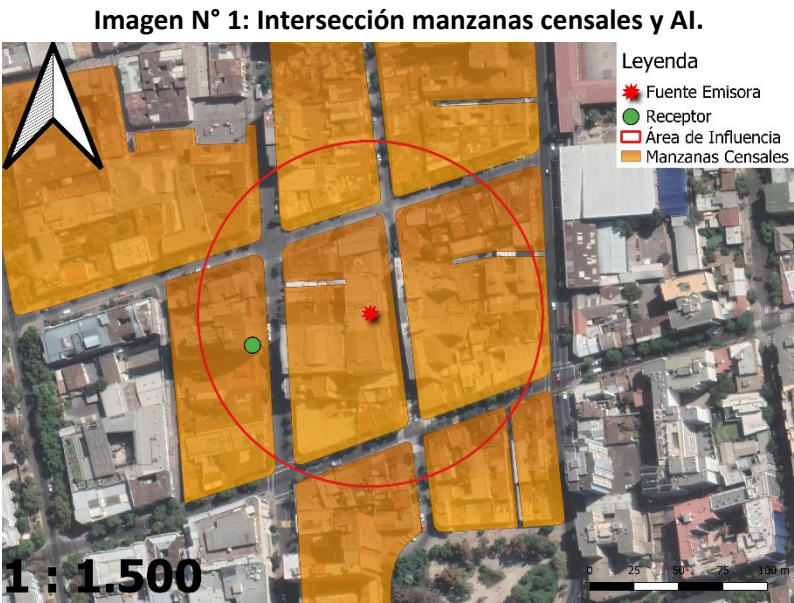 Imagen N° 1: Intersección manzanas censales y AI.
Leyenda
Fuente Emisora
Receptor
Área de Influencia
Manzanas Censales
1 : 1.500
0 25 50 75 100 m